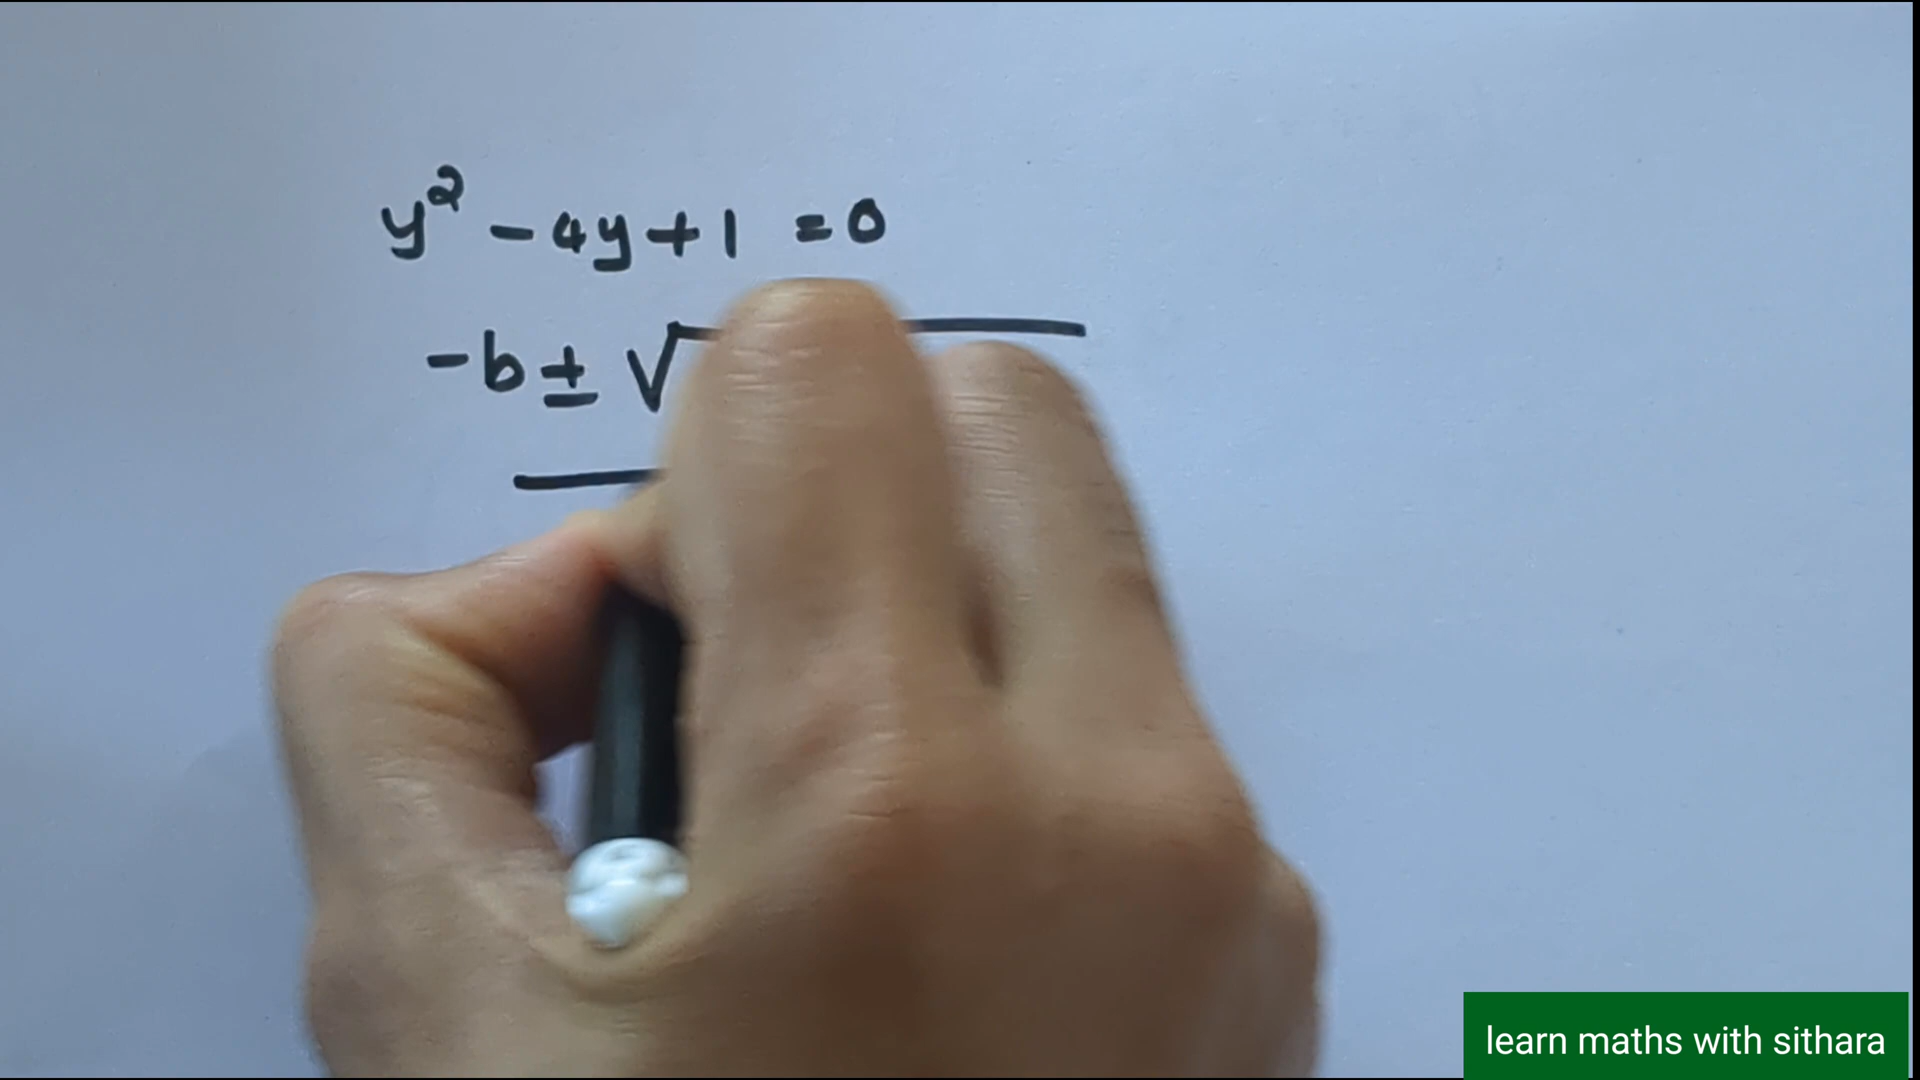 y² - 4y + 1 = 0
-b ± √
learn maths with sithara